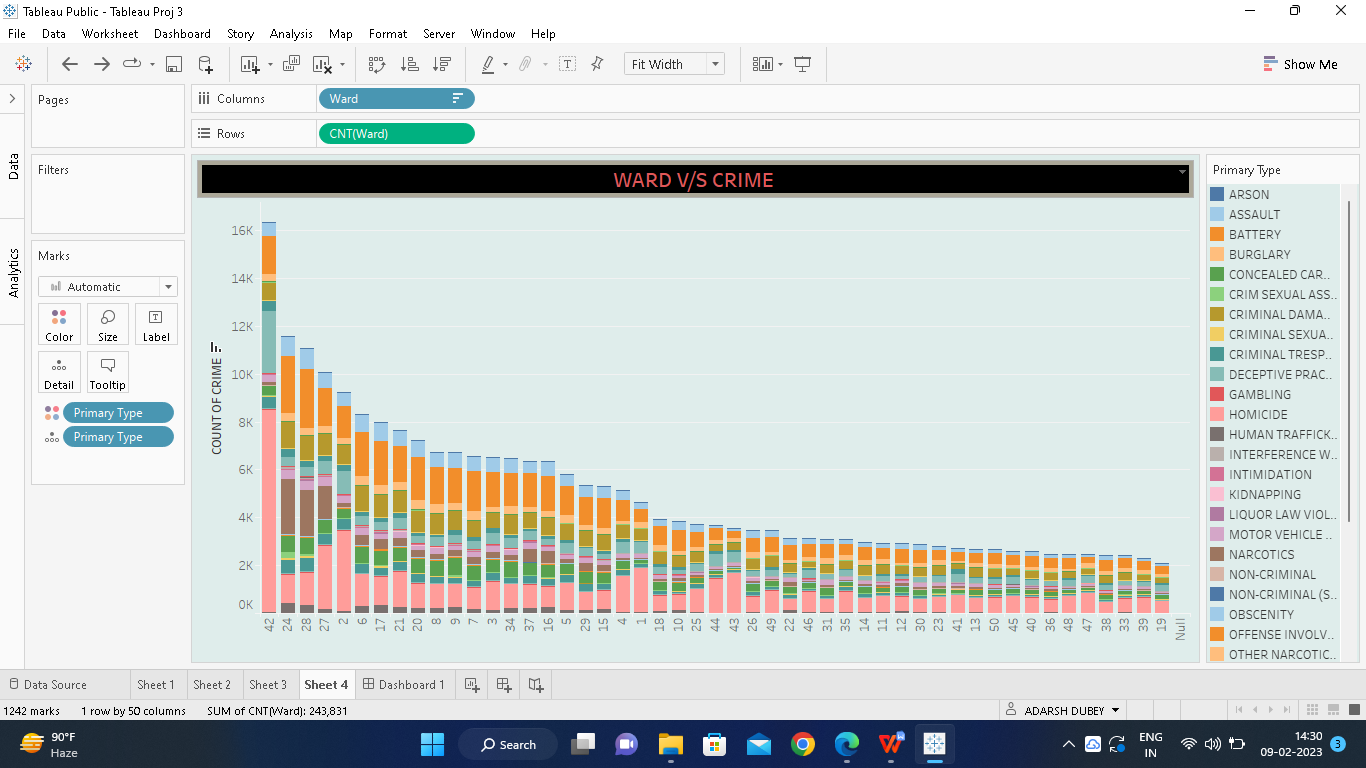 Tableau Public - Tableau Proj 3
File Data Worksheet Dashboard Story Analysis Map Format Server Window Help
Fit Width
Show Me
Pages
Columns Ward
Rows CNT(Ward)
Data
Analytics
Filters
Marks
Automatic
Color Size Label
Detail Tooltip
Primary Type
Primary Type
WARD V/S CRIME
COUNT OF CRIME
16K
14K
12K
10K
8K
6K
4K
2K
0K
42 24 28 27 2 6 17 21 20 8 9 7 3 34 37 16 5 29 15 4 1 18 10 25 44 43 26 49 22 46 31 35 14 11 12 30 23 41 13 50 45 40 36 48 47 38 33 39 19 Null
Primary Type
ARSON
ASSAULT
BATTERY
BURGLARY
CONCEALED CAR..
CRIM SEXUAL ASS..
CRIMINAL DAMA..
CRIMINAL SEXUA..
CRIMINAL TRESP..
DECEPTIVE PRAC..
GAMBLING
HOMICIDE
HUMAN TRAFFICK..
INTERFERENCE W..
INTIMIDATION
KIDNAPPING
LIQUOR LAW VIOL..
MOTOR VEHICLE ..
NARCOTICS
NON-CRIMINAL
NON-CRIMINAL (S..
OBSCENITY
OFFENSE INVOLV..
OTHER NARCOTIC..
Data Source Sheet 1 Sheet 2 Sheet 3 Sheet 4 Dashboard 1
1242 marks 1 row by 50 columns SUM of CNT(Ward): 243,831 ADARSH DUBEY
90°F
Haze
Search
ENG
IN
14:30
09-02-2023
3